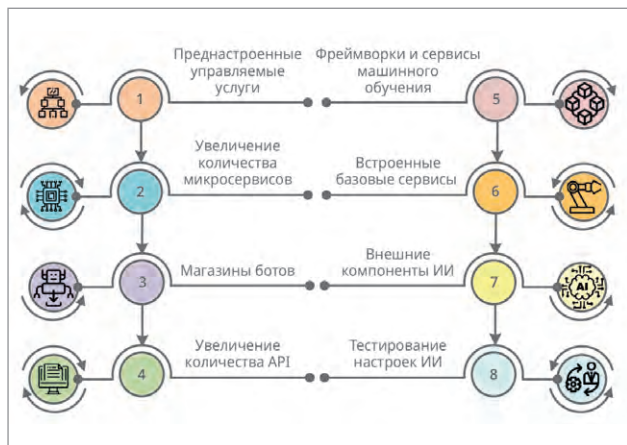 1
Преднастроенные
управляемые
услуги
2
Увеличение
количества
микросервисов
3
Магазины ботов
4
Увеличение
количества API
Фреймворки и сервисы
машинного
обучения
5
Встроенные
базовые сервисы
6
Внешние
компоненты ИИ
7
AI
Тестирование
настроек ИИ
8